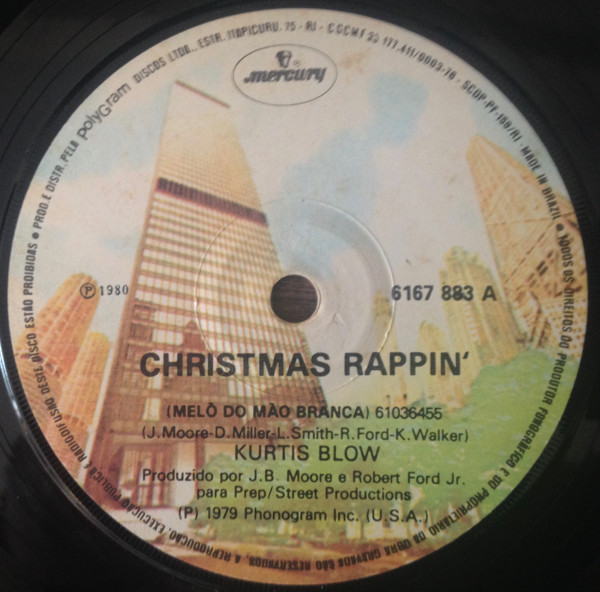 PROD. E DISTR. PELA polyGram DISCOS LTDA., ESTR. ITAPICURU, 75 - RJ - CGCMF 33 177.411/0003-76 - SCDP-PF-159/RJ - MADE IN BRAZIL • TODOS OS DIREITOS DO PRODUTOR FONOGRÁFICO E DO PROPRIETÁRIO DA OBRA GRAVADA SÃO RESERVADOS, A REPRODUÇÃO, EXECUÇÃO PÚBLICA E RADIODIFUSÃO DESTE DISCO ESTÃO PROIBIDAS •
mercury ®
Ⓟ 1980
6167 883 A
CHRISTMAS RAPPIN'
(MELÔ DO MÃO BRANCA) 61036455
(J.Moore-D.Miller-L.Smith-R.Ford-K.Walker)
KURTIS BLOW
Produzido por J.B. Moore e Robert Ford Jr.
para Prep/Street Productions
(P) 1979 Phonogram Inc. (U.S.A.)